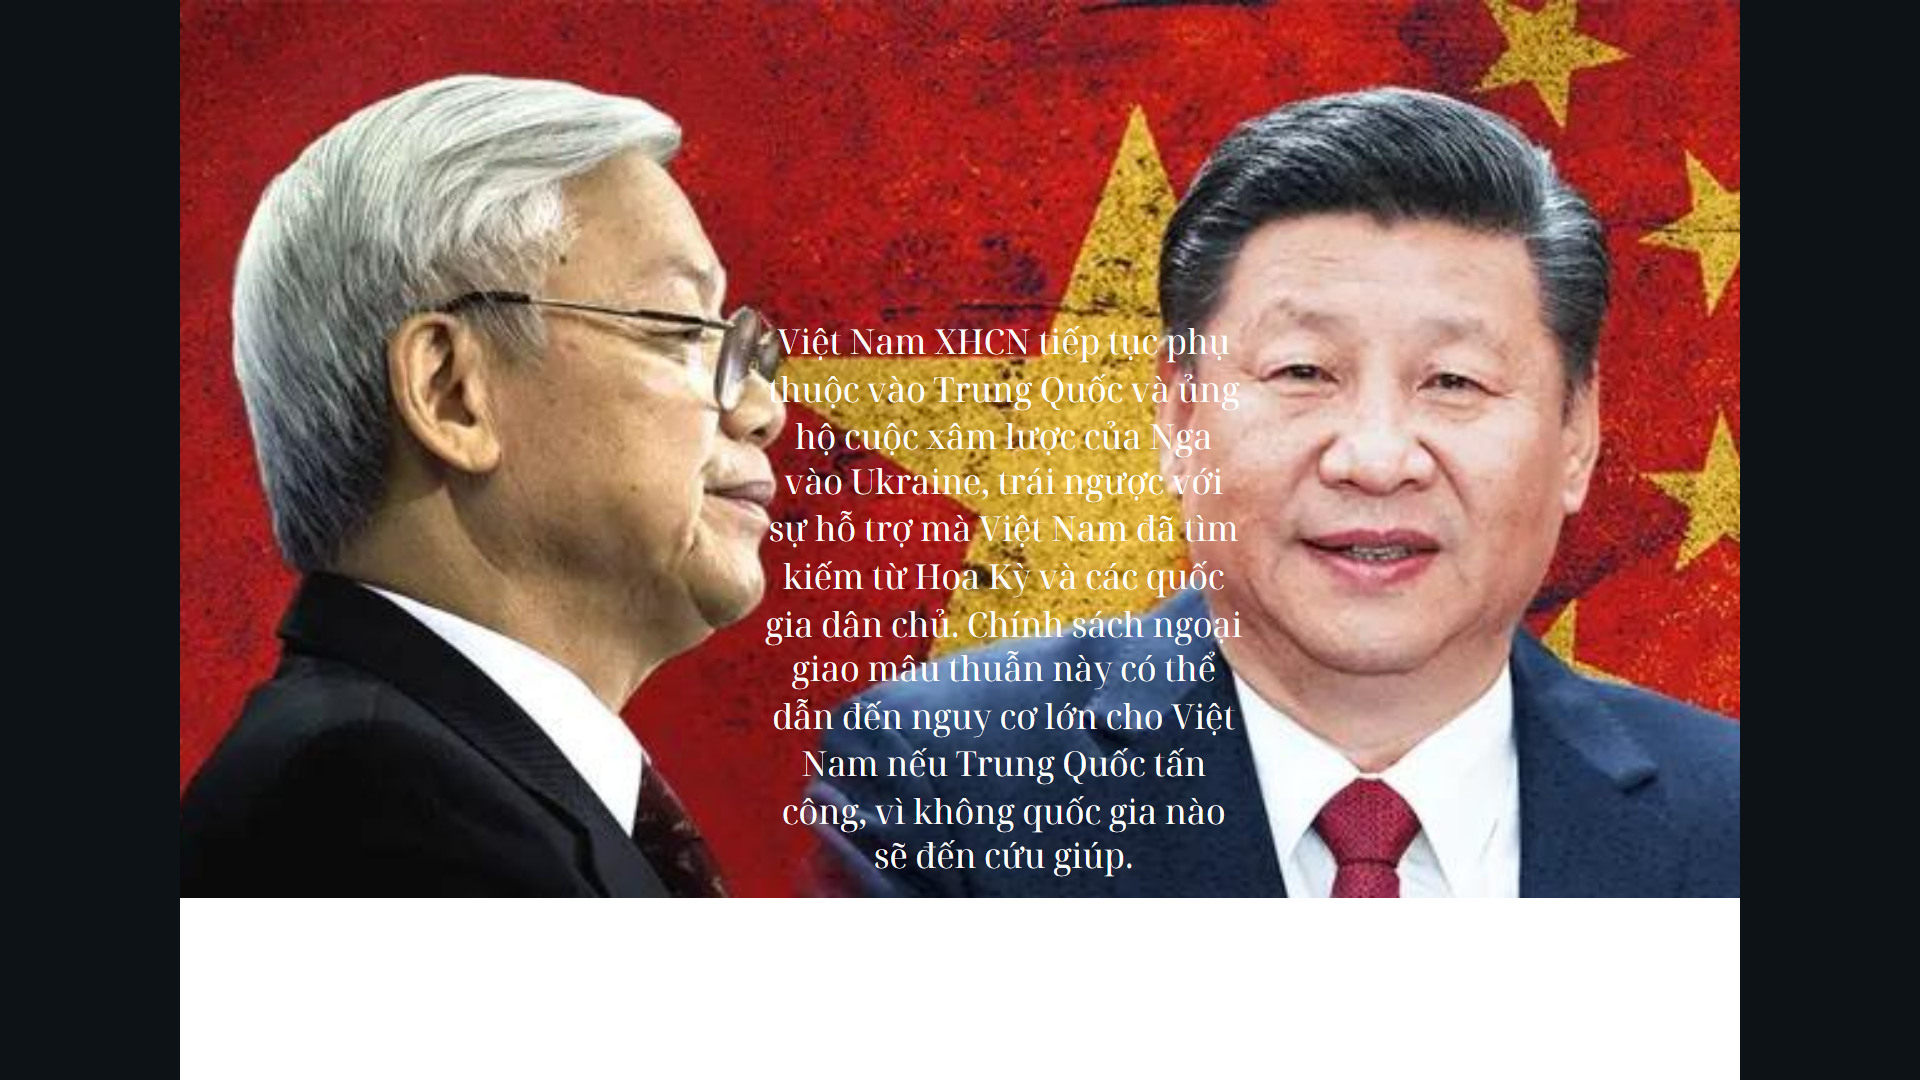 Việt Nam XHCN tiếp tục phụ
thuộc vào Trung Quốc và ủng
hộ cuộc xâm lược của Nga
vào Ukraine, trái ngược với
sự hỗ trợ mà Việt Nam đã tìm
kiếm từ Hoa Kỳ và các quốc
gia dân chủ. Chính sách ngoại
giao mâu thuẫn này có thể
dẫn đến nguy cơ lớn cho Việt
Nam nếu Trung Quốc tấn
công, vì không quốc gia nào
sẽ đến cứu giúp.